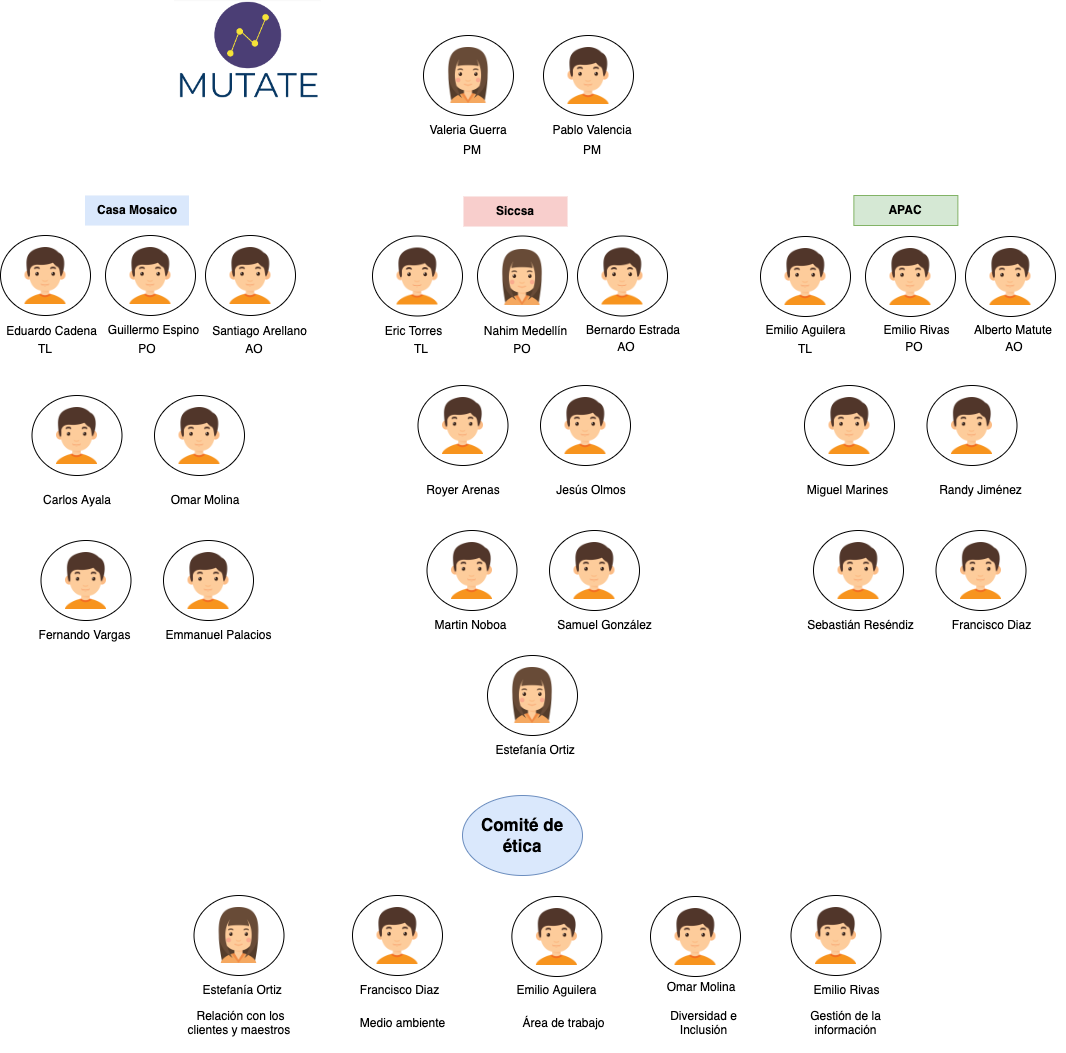 MUTATE
Valeria Guerra
PM
Pablo Valencia
PM
Casa Mosaico
Eduardo Cadena
TL
Guillermo Espino
PO
Santiago Arellano
AO
Carlos Ayala
Omar Molina
Fernando Vargas
Emmanuel Palacios
Siccsa
Eric Torres
TL
Nahim Medellín
PO
Bernardo Estrada
AO
Royer Arenas
Jesús Olmos
Martin Noboa
Samuel González
Estefanía Ortiz
APAC
Emilio Aguilera
TL
Emilio Rivas
PO
Alberto Matute
AO
Miguel Marines
Randy Jiménez
Sebastián Reséndiz
Francisco Diaz
Comité de
ética
Estefanía Ortiz
Relación con los
clientes y maestros
Francisco Diaz
Medio ambiente
Emilio Aguilera
Área de trabajo
Omar Molina
Diversidad e
Inclusión
Emilio Rivas
Gestión de la
información